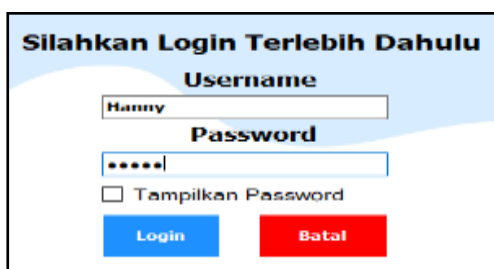 Silahkan Login Terlebih Dahulu
Username
Hanny
Password
•••••
Tampilkan Password
Login Batal